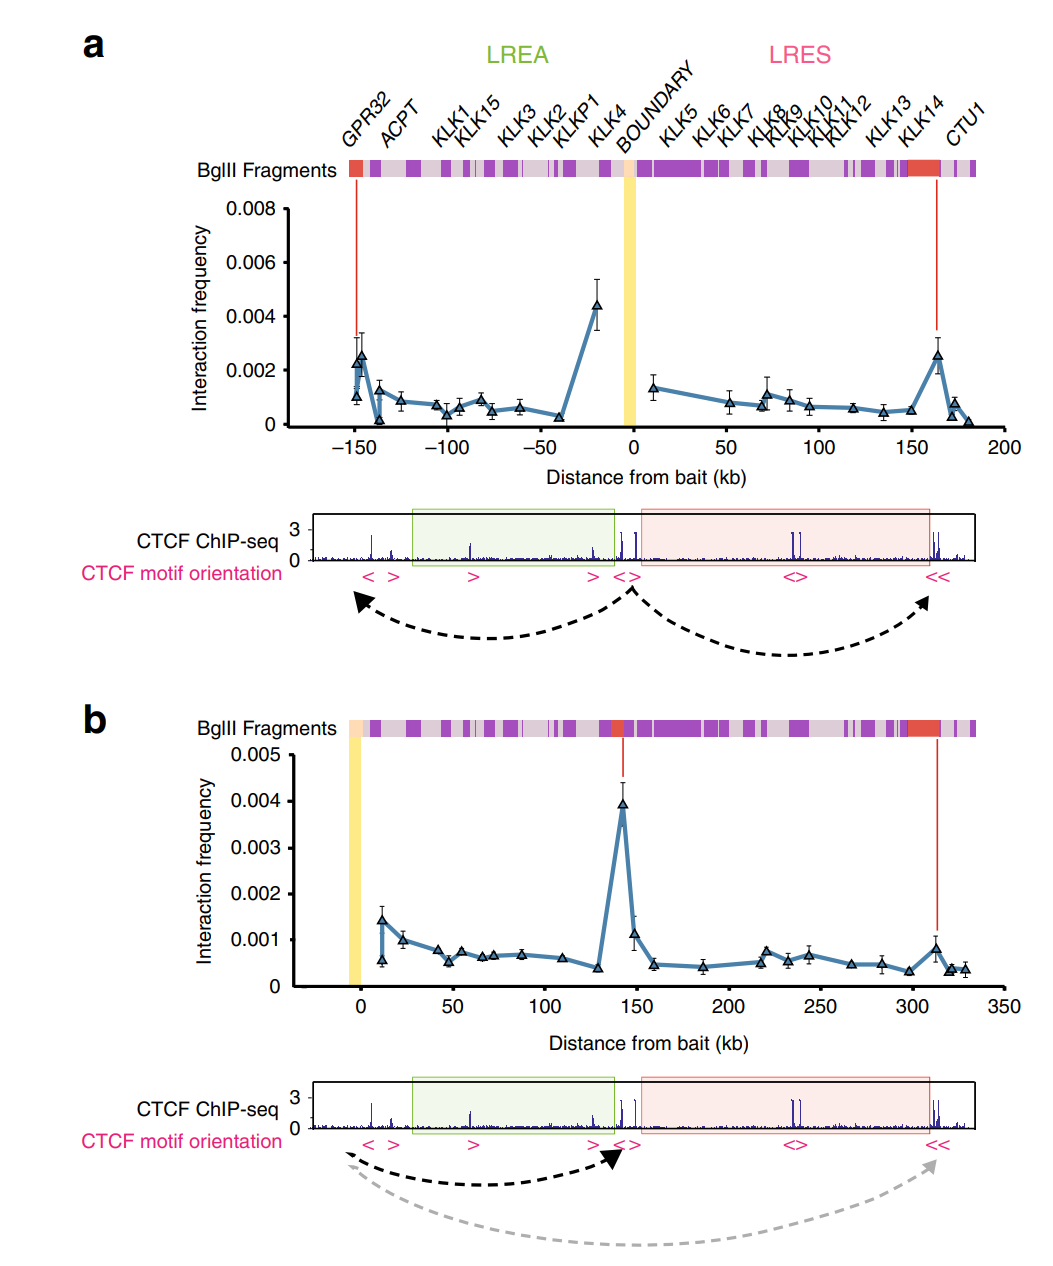 a
LREA LRES
GPR32 ACPT KLK1 KLK15 KLK3 KLK2 KLKP1 KLK4 BOUNDARY KLK5 KLK6 KLK7 KLK8 KLK9 KLK10 KLK11 KLK12 KLK13 KLK14 CTU1
BglII Fragments
0.008
0.006
0.004
0.002
0
Interaction frequency
−150 −100 −50 0 50 100 150 200
Distance from bait (kb)
CTCF ChIP-seq 3
0
CTCF motif orientation < > > > < > < > < <
b
BglII Fragments
0.005
0.004
0.003
0.002
0.001
0
Interaction frequency
0 50 100 150 200 250 300 350
Distance from bait (kb)
CTCF ChIP-seq 3
0
CTCF motif orientation < > > > < > < > < <